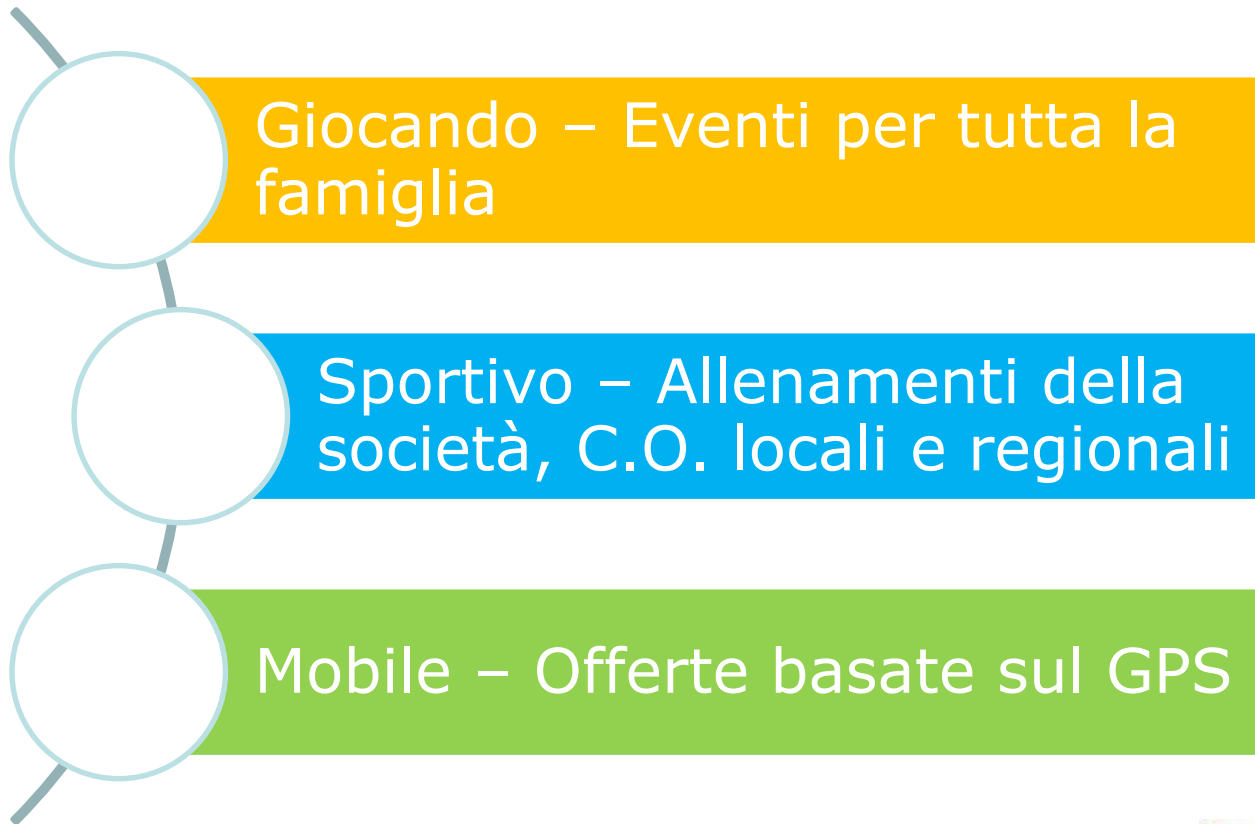 Giocando – Eventi per tutta la
famiglia
Sportivo – Allenamenti della
società, C.O. locali e regionali
Mobile – Offerte basate sul GPS